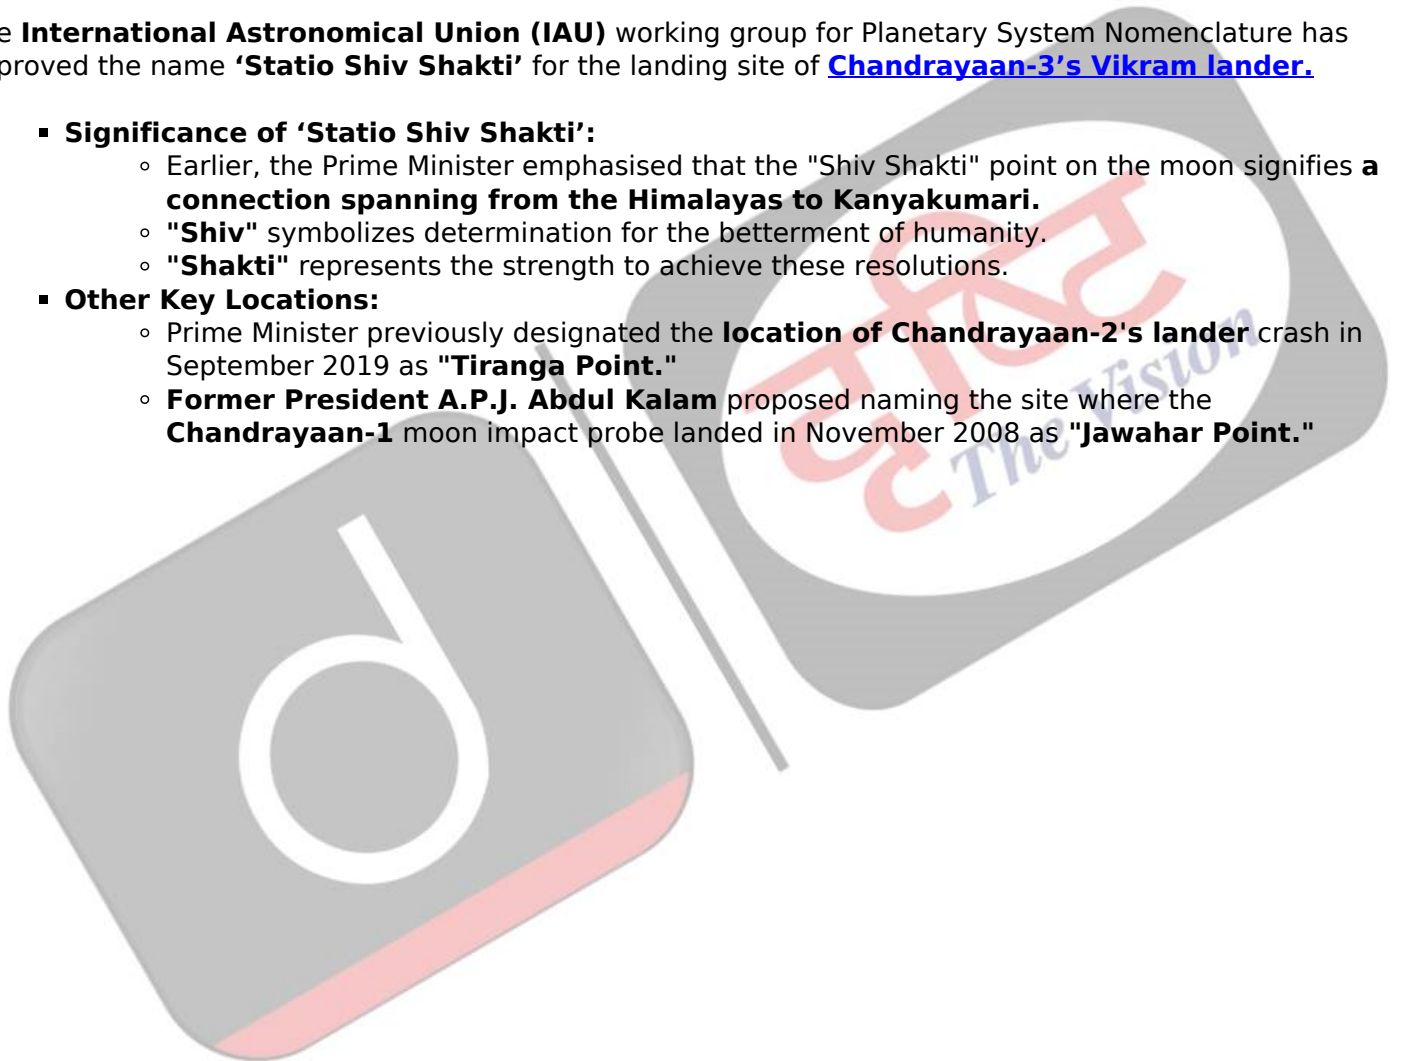 e International Astronomical Union (IAU) working group for Planetary System Nomenclature has
proved the name ‘Statio Shiv Shakti’ for the landing site of Chandrayaan-3’s Vikram lander.
Significance of ‘Statio Shiv Shakti’:
Earlier, the Prime Minister emphasised that the "Shiv Shakti" point on the moon signifies a
connection spanning from the Himalayas to Kanyakumari.
"Shiv" symbolizes determination for the betterment of humanity.
"Shakti" represents the strength to achieve these resolutions.
Other Key Locations:
Prime Minister previously designated the location of Chandrayaan-2's lander crash in
September 2019 as "Tiranga Point."
Former President A.P.J. Abdul Kalam proposed naming the site where the
Chandrayaan-1 moon impact probe landed in November 2008 as "Jawahar Point."
दृष्टि
The Vision
d